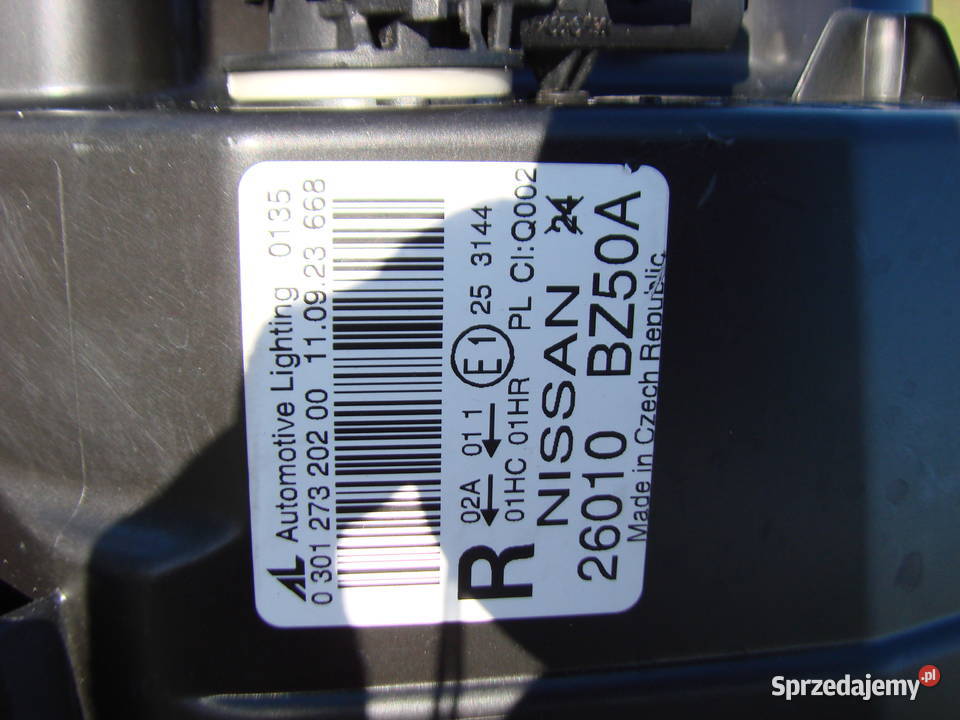 AL Automotive Lighting 0135
0 301 273 202 00 11.09.23 668
R 02A 01 1 E1 25 3144
01HC 01HR PL CI:Q002
NISSAN 24
26010 BZ50A
Made in Czech Republic
Sprzedajemy.pl